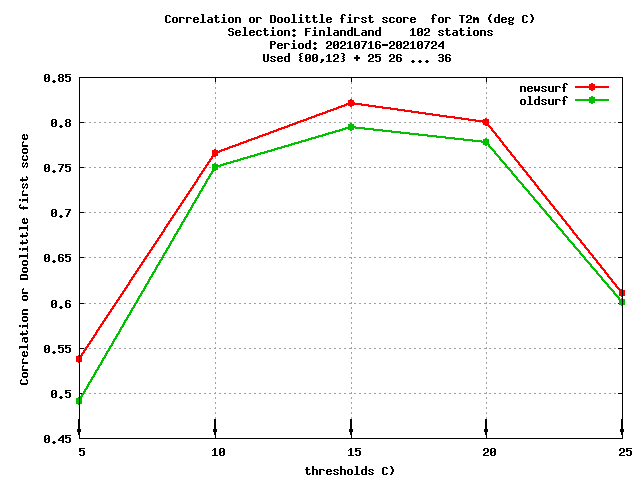 Correlation or Doolittle first score  for T2m (deg C)
Selection: FinlandLand    102 stations
Period: 20210716-20210724
Used {00,12} + 25 26 ... 36
newsurf
oldsurf
Correlation or Doolittle first score
0.85
0.8
0.75
0.7
0.65
0.6
0.55
0.5
0.45
5 10 15 20 25
thresholds C)